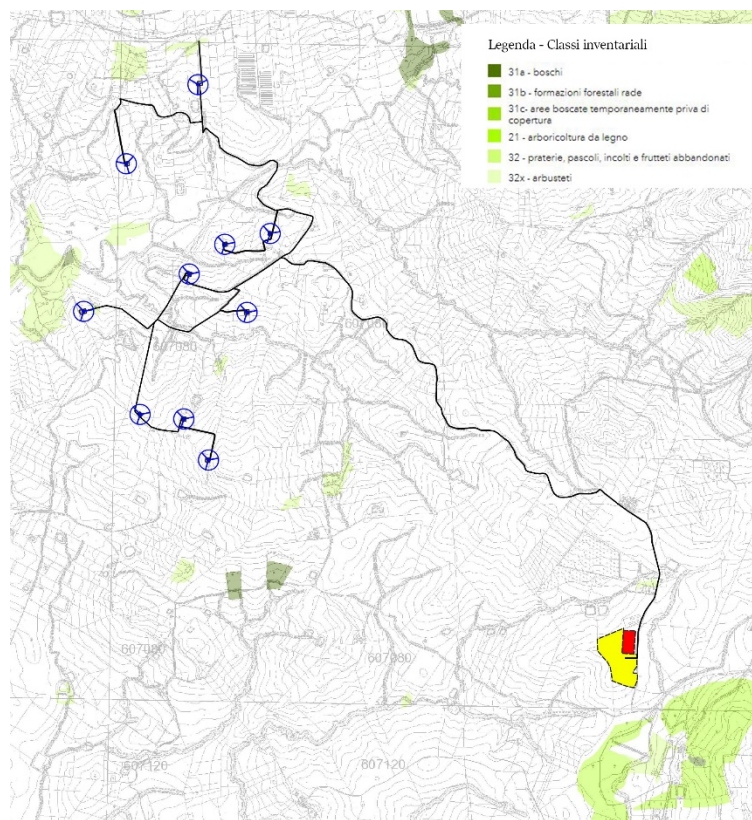 Legenda - Classi inventariali
31a - boschi
31b - formazioni forestali rade
31c- aree boscate temporaneamente priva di
copertura
21 - arboricoltura da legno
32 - praterie, pascoli, incolti e frutteti abbandonati
32x - arbusteti
607080
607080
607080
607120
607120